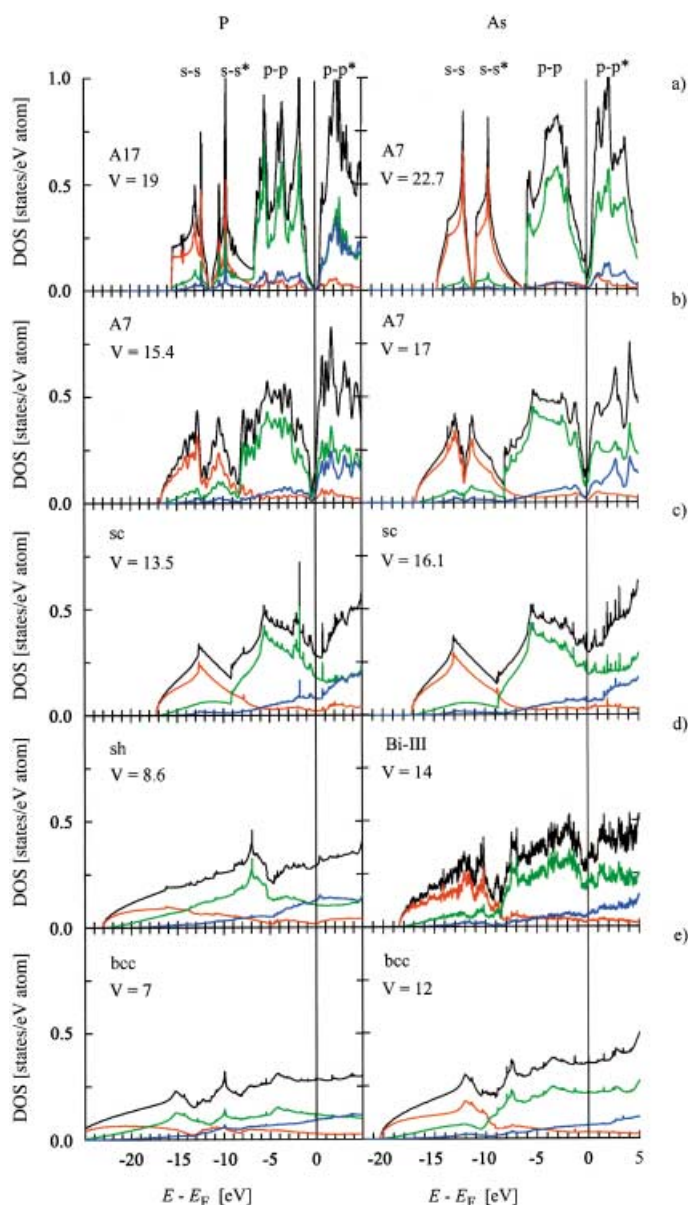 P As
s-s s-s* p-p p-p* s-s s-s* p-p p-p* a)
DOS [states/eV atom]
1.0
0.5
0.0
A17
V = 19
A7
V = 22.7
b)
DOS [states/eV atom]
0.5
0.0
A7
V = 15.4
A7
V = 17
c)
DOS [states/eV atom]
0.5
0.0
sc
V = 13.5
sc
V = 16.1
d)
DOS [states/eV atom]
0.5
0.0
sh
V = 8.6
Bi-III
V = 14
e)
DOS [states/eV atom]
0.5
0.0
bcc
V = 7
bcc
V = 12
-20 -15 -10 -5 0 -20 -15 -10 -5 0 5
E - EF [eV] E - EF [eV]